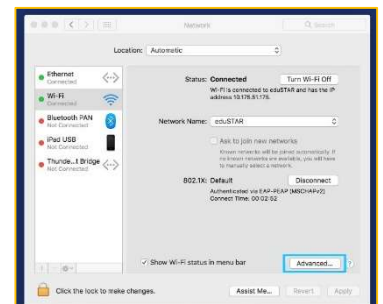 Network
Search
Location: Automatic
Ethernet
Connected
Wi-Fi
Connected
Bluetooth PAN
Not Connected
iPad USB
Not Connected
Thunde...t Bridge
Not Connected
Status: Connected
Turn Wi-Fi Off
Wi-Fi is connected to eduSTAR and has the IP
address 10.176.81.176.
Network Name: eduSTAR
Ask to join new networks
Known networks will be joined automatically. If
no known networks are available, you will have
to manually select a network.
802.1X: Default
Disconnect
Authenticated via EAP-PEAP (MSCHAPv2)
Connect Time: 00:02:52
Show Wi-Fi status in menu bar
Advanced...
?
Click the lock to make changes.
Assist Me...
Revert
Apply